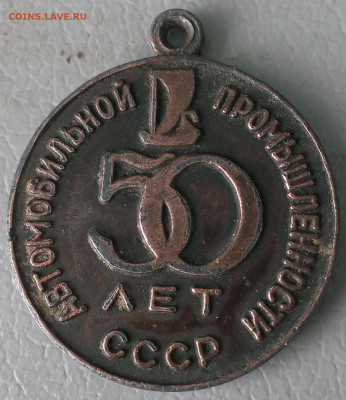 COINS.LAVE.RU
АВТОМОБИЛЬНОЙ ПРОМЫШЛЕННОСТИ
50
ЛЕТ
СССР